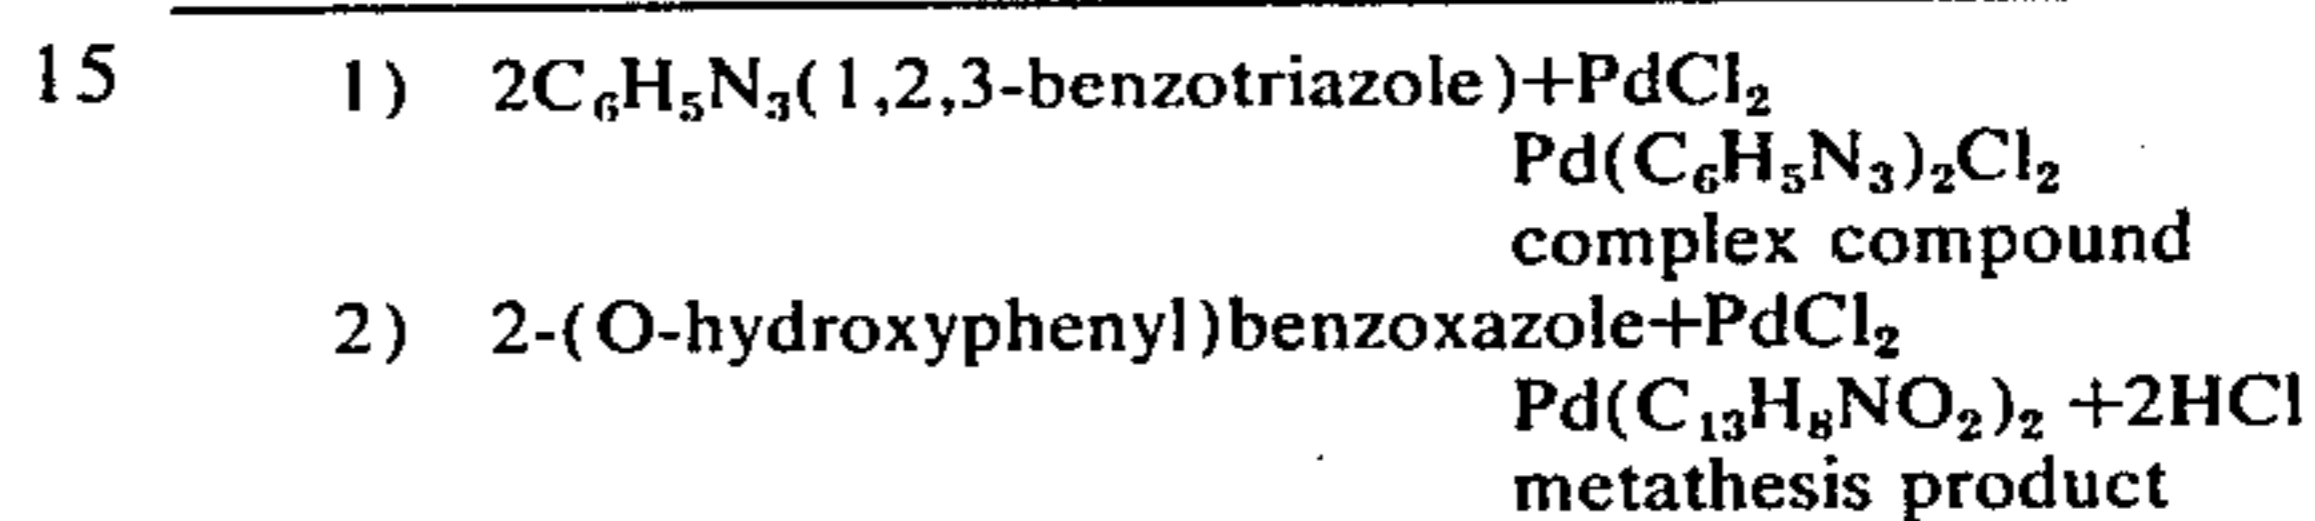 15 1) 2C₆H₅N₃(1,2,3-benzotriazole)+PdCl₂
Pd(C₆H₅N₃)₂Cl₂
complex compound
2) 2-(O-hydroxyphenyl)benzoxazole+PdCl₂
Pd(C₁₃H₈NO₂)₂ +2HCl
metathesis product